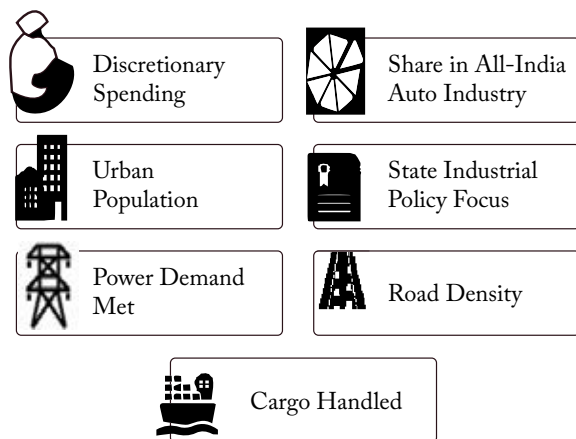 Discretionary
Spending
Share in All-India
Auto Industry
Urban
Population
State Industrial
Policy Focus
Power Demand
Met
Road Density
Cargo Handled